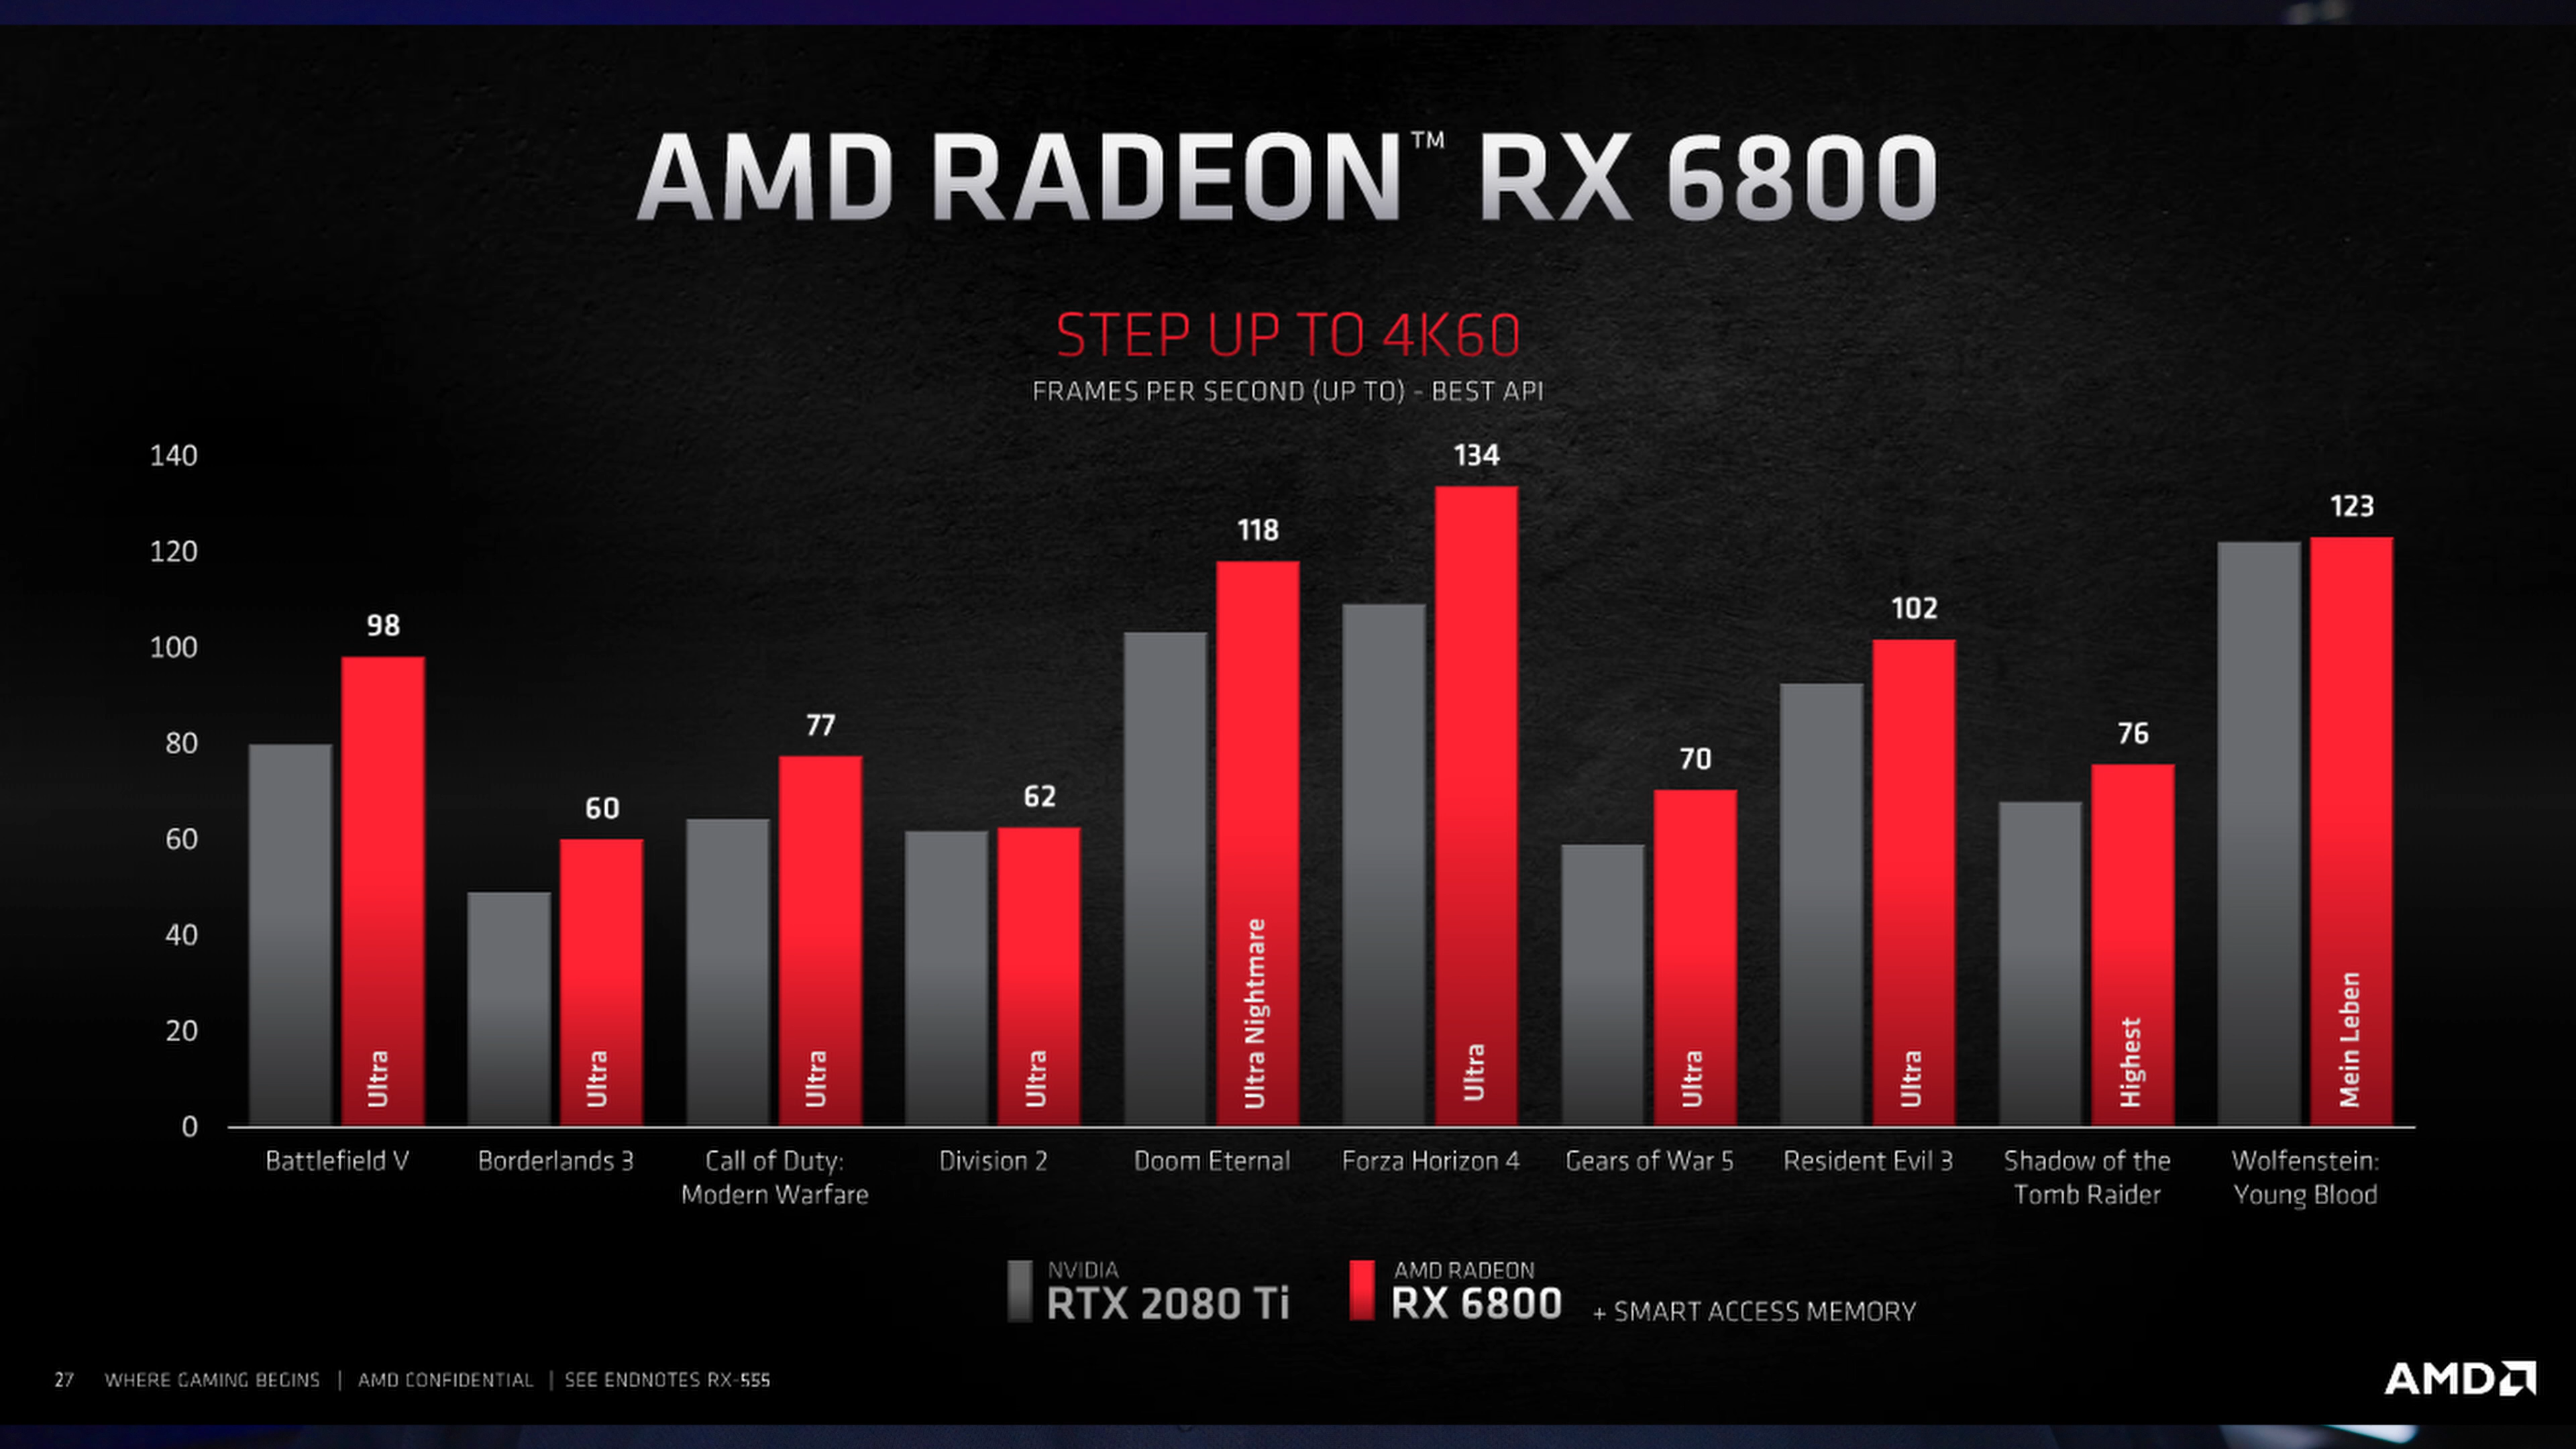 AMD RADEON™ RX 6800
STEP UP TO 4K60
FRAMES PER SECOND (UP TO) - BEST API
140
120
100
80
60
40
20
0
98
60
77
62
118
134
70
102
76
123
Ultra
Ultra
Ultra
Ultra
Ultra Nightmare
Ultra
Ultra
Ultra
Highest
Mein Leben
Battlefield V
Borderlands 3
Call of Duty:
Modern Warfare
Division 2
Doom Eternal
Forza Horizon 4
Gears of War 5
Resident Evil 3
Shadow of the
Tomb Raider
Wolfenstein:
Young Blood
NVIDIA
RTX 2080 Ti
AMD RADEON
RX 6800 + SMART ACCESS MEMORY
27 WHERE GAMING BEGINS | AMD CONFIDENTIAL | SEE ENDNOTES RX-555
AMD